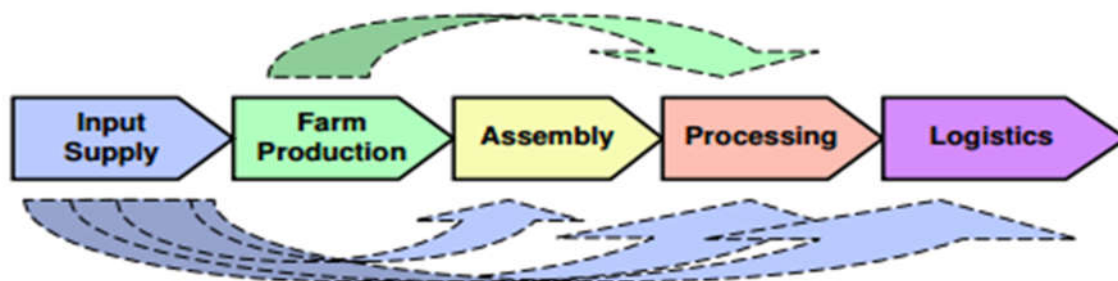 Input
Supply
Farm
Production
Assembly
Processing
Logistics